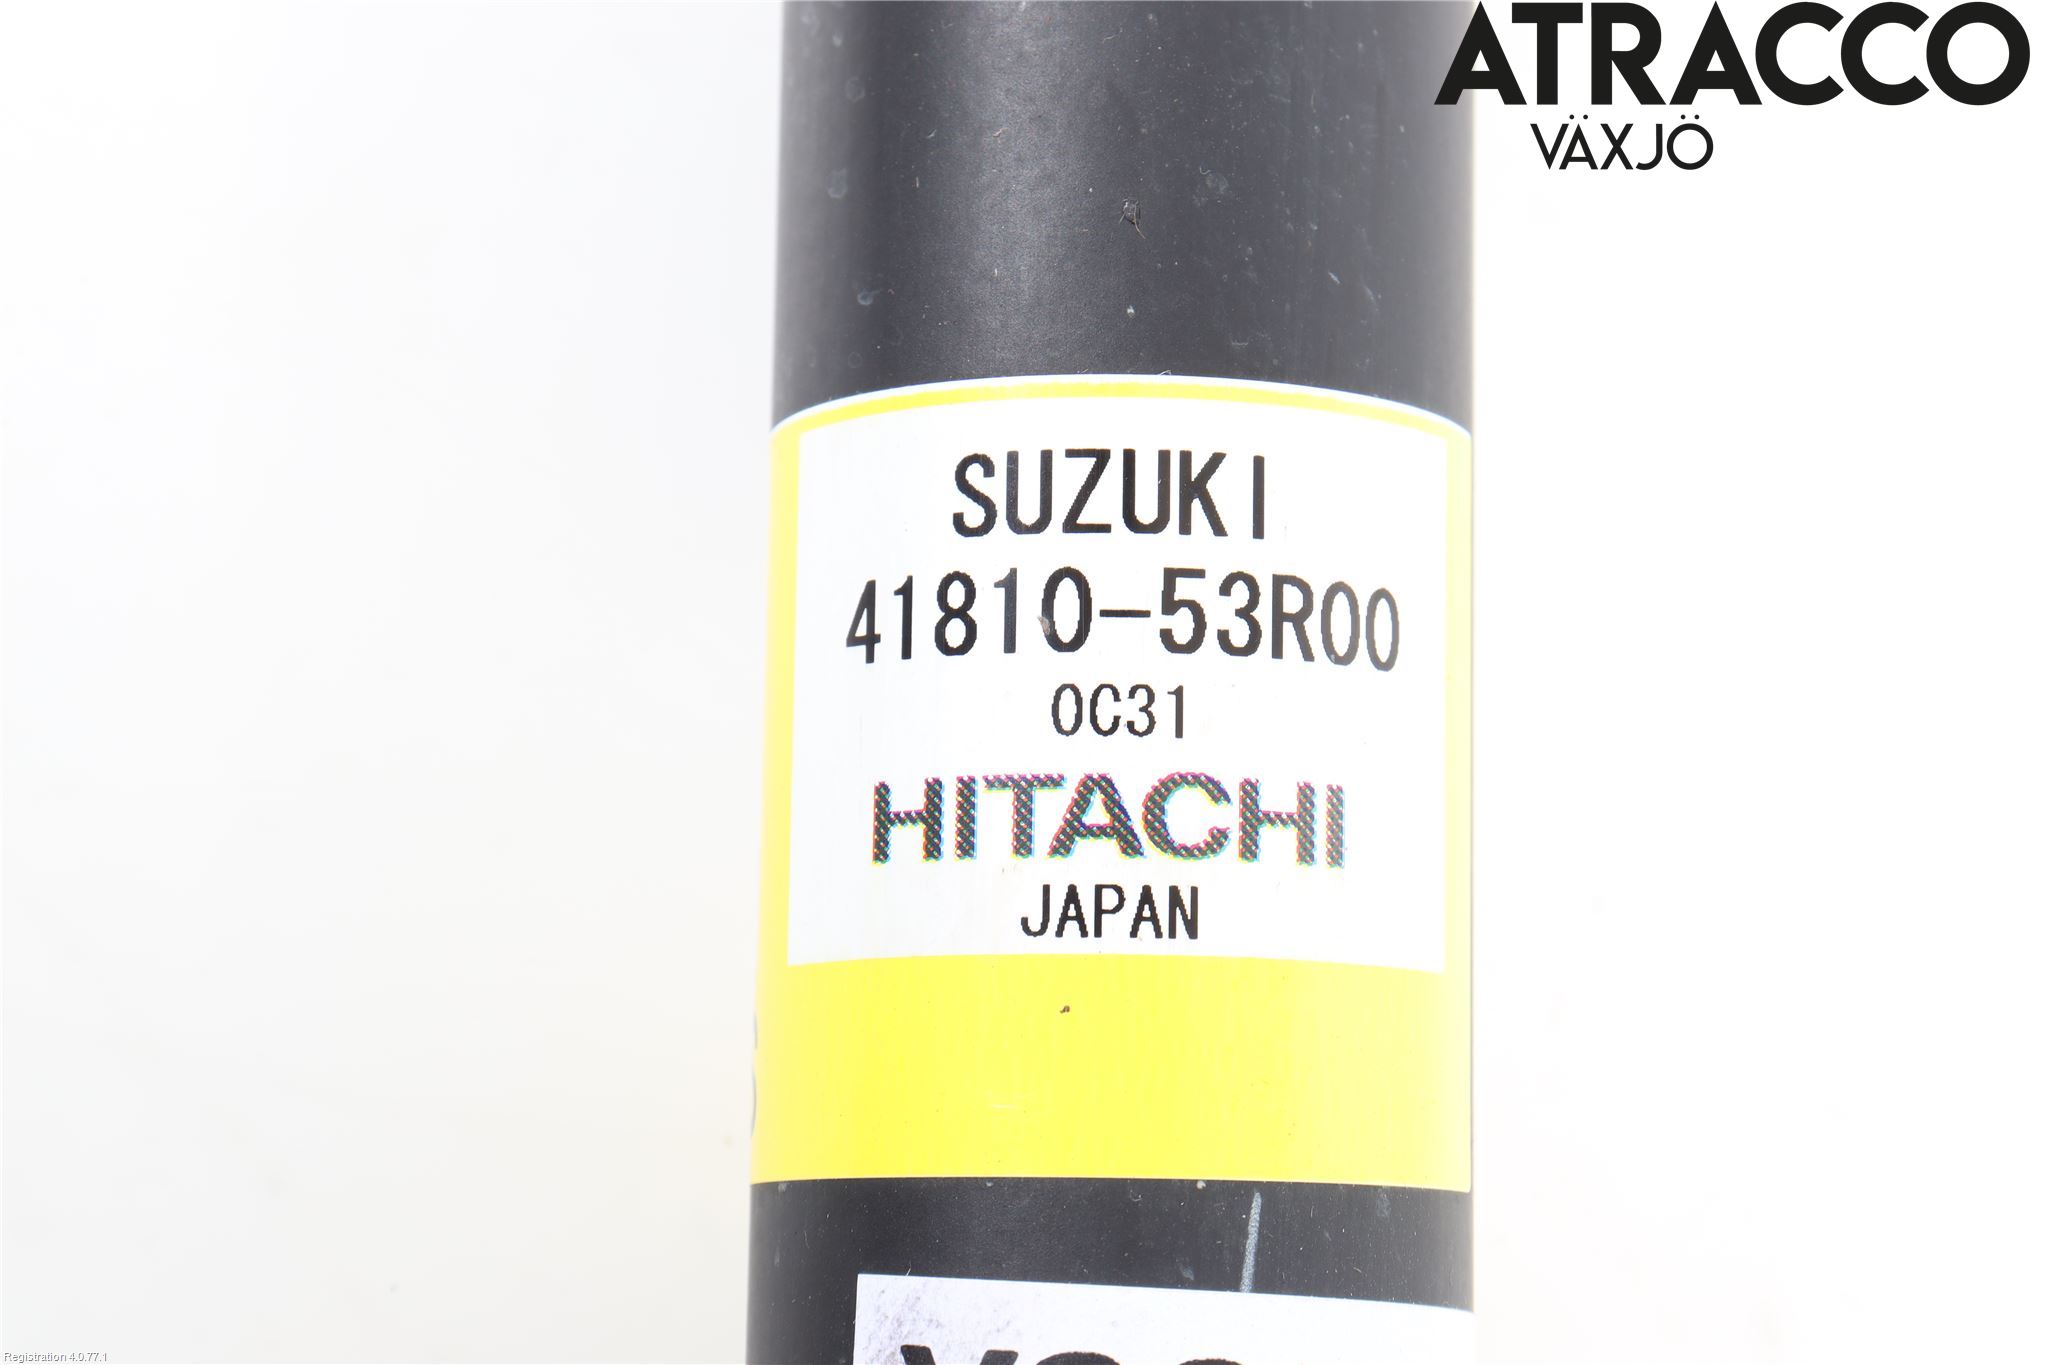 ATRACCO
VÄXJÖ
SUZUKI
41810-53R00
0C31
HITACHI
JAPAN
Registration 4.0.77.1